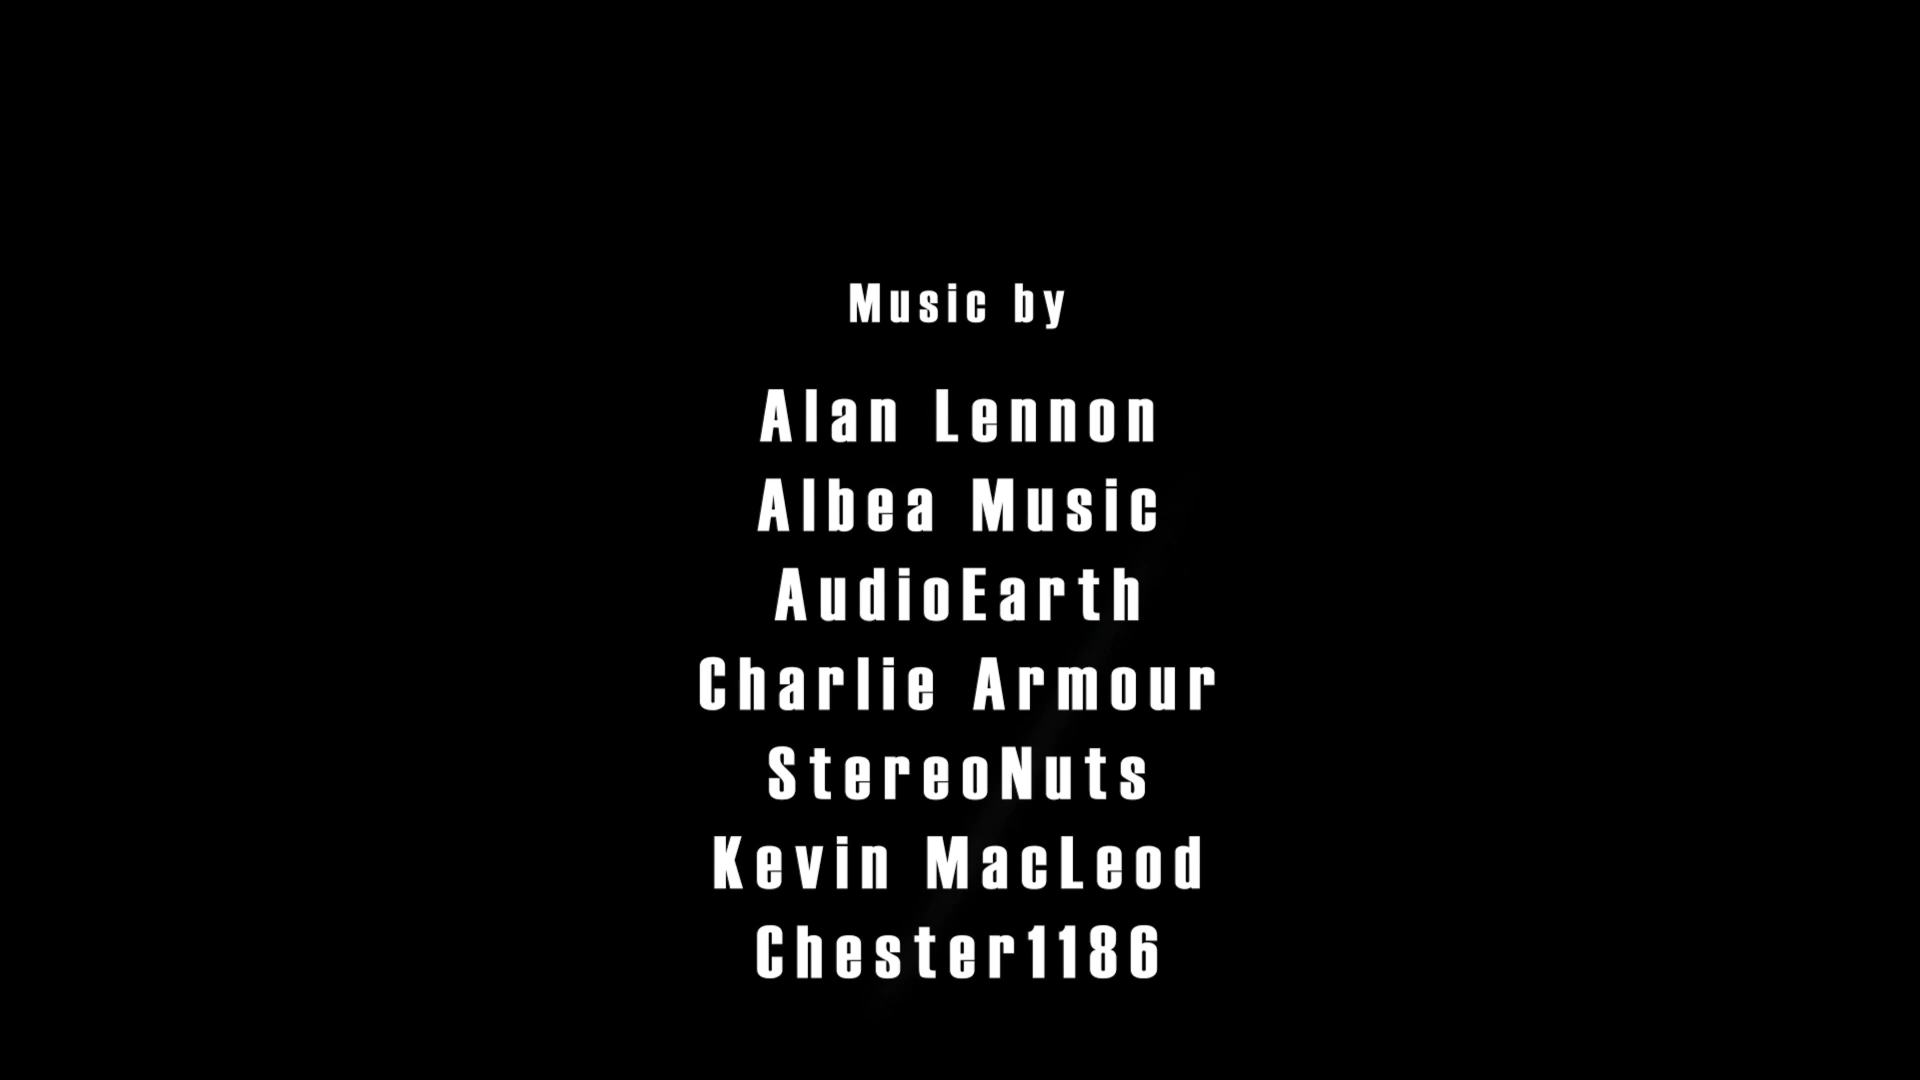 Music by
Alan Lennon
Albea Music
AudioEarth
Charlie Armour
StereoNuts
Kevin MacLeod
Chester1186